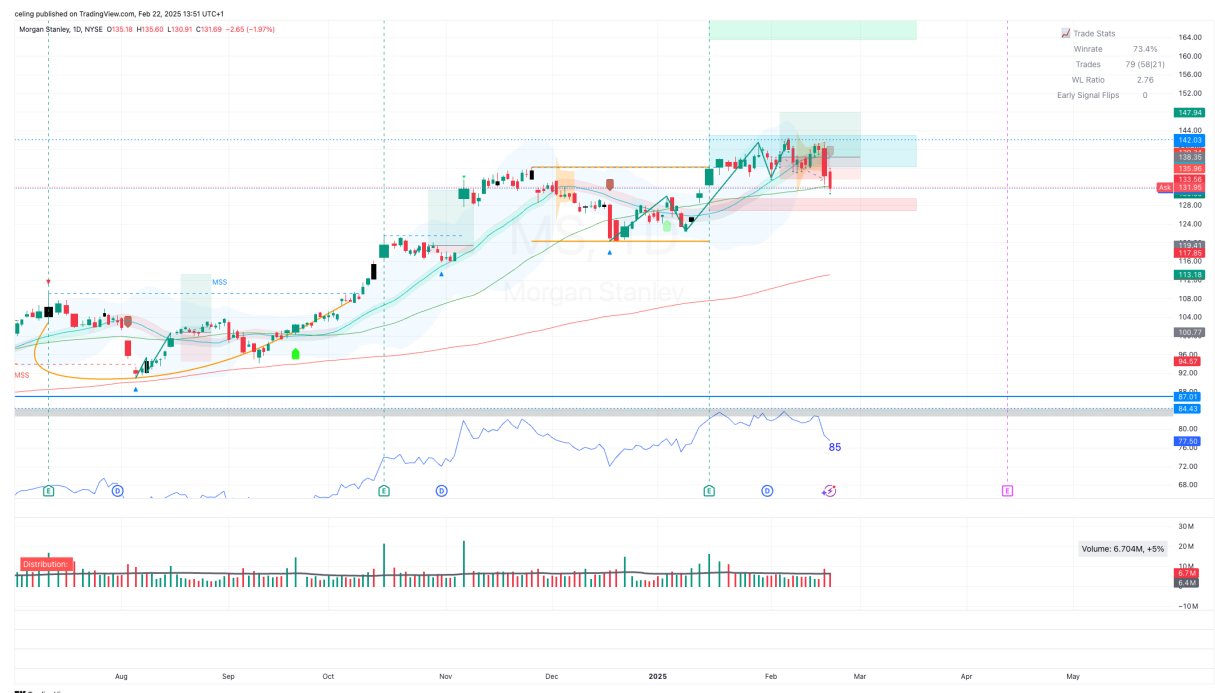 celing published on TradingView.com, Feb 22, 2025 13:51 UTC+1
Morgan Stanley, 1D, NYSE O135.18 H135.60 L130.91 C131.69 −2.65 (−1.97%)
Trade Stats
Winrate 73.4%
Trades 79 (58|21)
WL Ratio 2.76
Early Signal Flips 0
164.00
160.00
156.00
152.00
147.94
144.00
142.03
138.35
135.96
133.56
Ask 131.95
128.00
124.00
119.41
117.85
116.00
113.18
108.00
104.00
100.77
96.00
94.57
92.00
87.01
84.43
80.00
77.50
76.00
72.00
68.00
MSS
MSS
MS, 1D
Morgan Stanley
85
E
D
E
D
E
D
E
Distribution:
Volume: 6.704M, +5%
30M
20M
10M
6.7M
6.4M
−10M
Aug Sep Oct Nov Dec 2025 Feb Mar Apr May